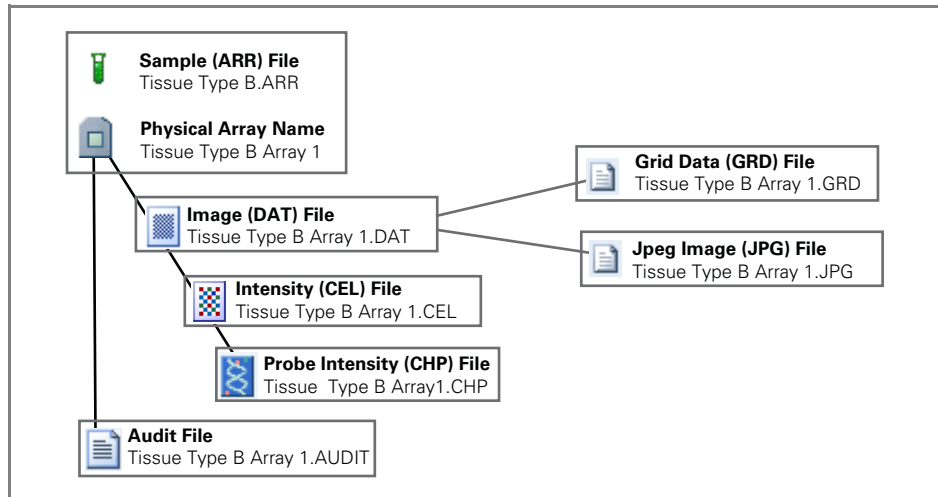 Sample (ARR) File
Tissue Type B.ARR
Physical Array Name
Tissue Type B Array 1
Grid Data (GRD) File
Tissue Type B Array 1.GRD
Image (DAT) File
Tissue Type B Array 1.DAT
Jpeg Image (JPG) File
Tissue Type B Array 1.JPG
Intensity (CEL) File
Tissue Type B Array 1.CEL
Probe Intensity (CHP) File
Tissue  Type B Array1.CHP
Audit File
Tissue Type B Array 1.AUDIT